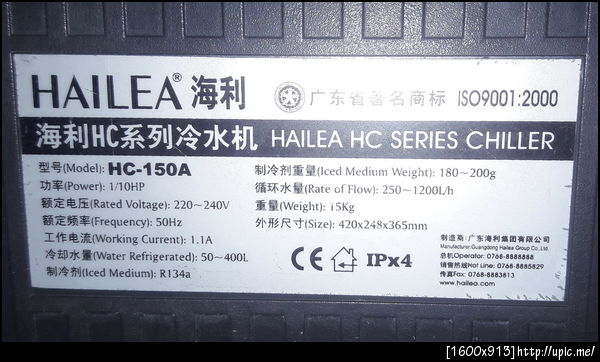 HAILEA® 海利 广东省著名商标 ISO9001:2000
海利HC系列冷水机 HAILEA HC SERIES CHILLER
型号(Model): HC-150A
功率(Power): 1/10HP
额定电压(Rated Voltage): 220~240V
额定频率(Frequency): 50Hz
工作电流(Working Current): 1.1A
冷却水量(Water Refrigerated): 50~400L
制冷剂(Iced Medium): R134a
制冷剂重量(Iced Medium Weight): 180~200g
循环水量(Rate of Flow): 250~1200L/h
重量(Weight): 15Kg
外形尺寸(Size): 420x248x365mm
CE IPx4
制造商:广东海利集团有限公司
Manufacturer:Guangdong Hailea Group Co.,Ltd.
总机Operator: 0768-8888888
销售热线Hot Line: 0768-8885829
传真Fax: 0768-8883813
www.hailea.com
[1600x913]http://upic.me/